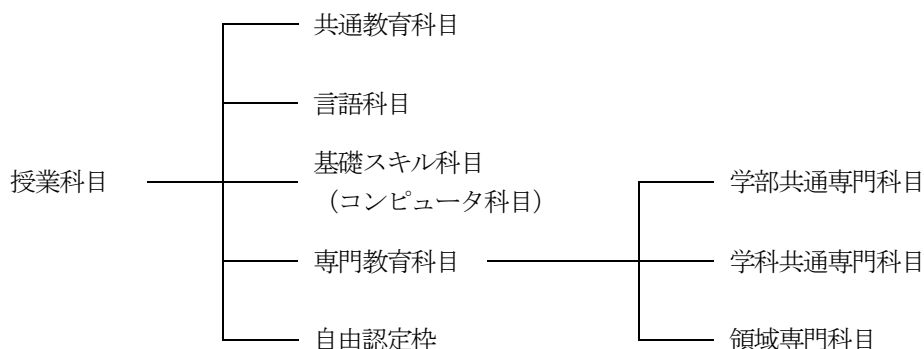 共通教育科目
言語科目
基礎スキル科目
（コンピュータ科目）
授業科目
学部共通専門科目
専門教育科目
学科共通専門科目
自由認定枠
領域専門科目